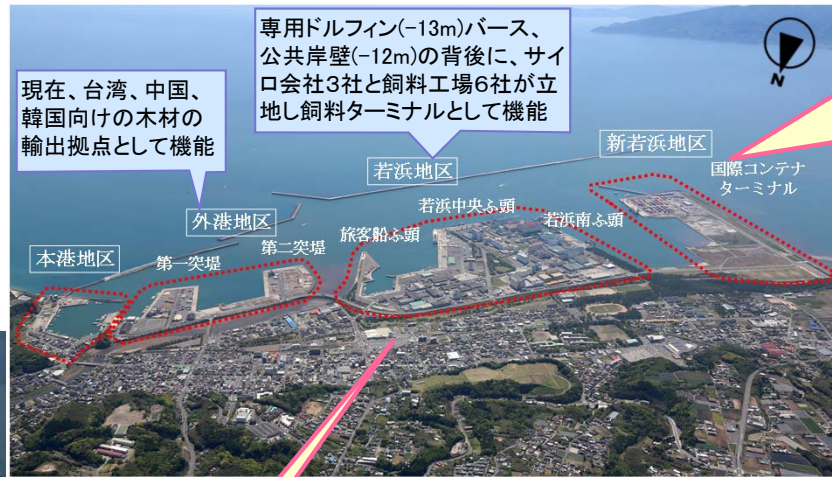 専用ドルフィン(-13m)バース、
公共岸壁(-12m)の背後に、サイ
ロ会社3社と飼料工場6社が立
地し飼料ターミナルとして機能
現在、台湾、中国、
韓国向けの木材の
輸出拠点として機能
N
新若浜地区
国際コンテナ
ターミナル
若浜地区
若浜中央ふ頭
若浜南ふ頭
外港地区
旅客船ふ頭
第二突堤
第一突堤
本港地区